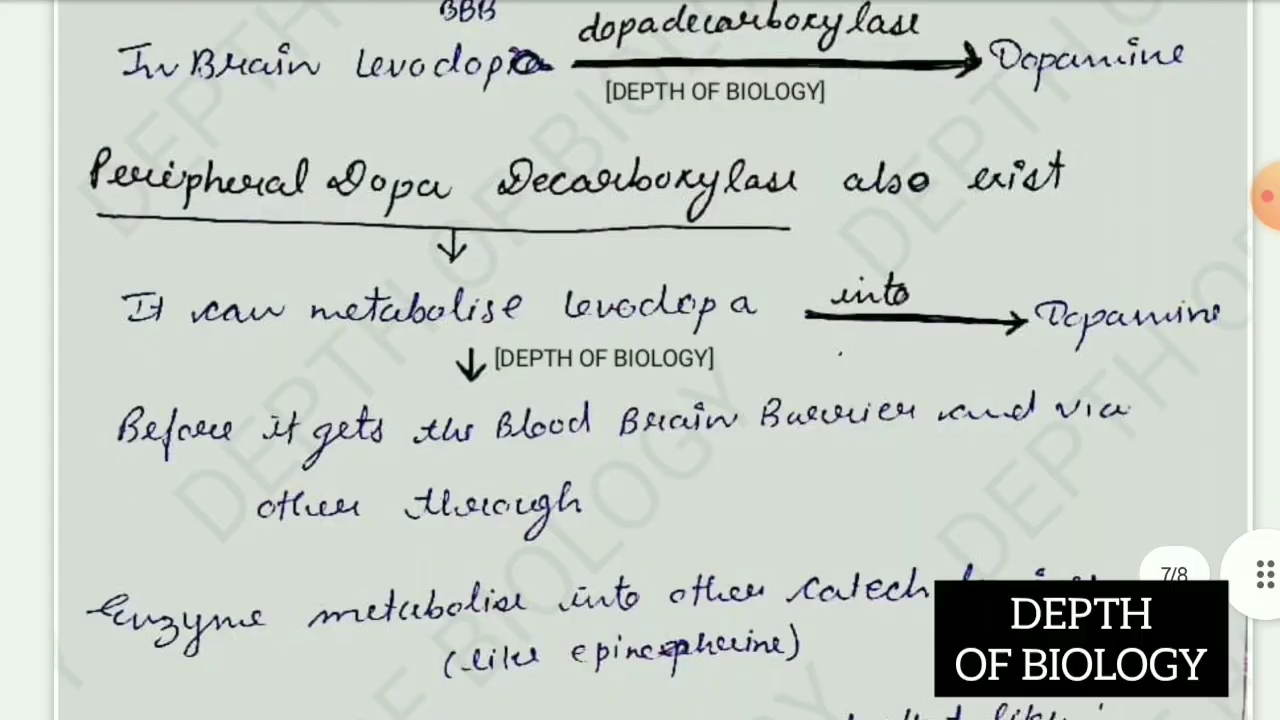 BBB
dopadecarboxylase
In Brain Levodopa → Dopamine
[DEPTH OF BIOLOGY]
Peripheral Dopa Decarboxylase also exist
↓
It can metabolise levodopa into → Dopamine
↓ [DEPTH OF BIOLOGY]
Before it gets the Blood Brain Barrier and via
other through
Enzyme metabolise into other catech
7/8
(like epinepherine)
DEPTH
OF BIOLOGY